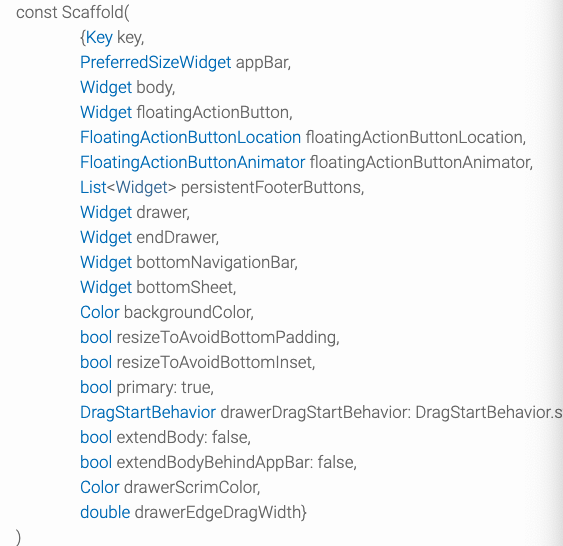 const Scaffold(
{Key key,
PreferredSizeWidget appBar,
Widget body,
Widget floatingActionButton,
FloatingActionButtonLocation floatingActionButtonLocation,
FloatingActionButtonAnimator floatingActionButtonAnimator,
List<Widget> persistentFooterButtons,
Widget drawer,
Widget endDrawer,
Widget bottomNavigationBar,
Widget bottomSheet,
Color backgroundColor,
bool resizeToAvoidBottomPadding,
bool resizeToAvoidBottomInset,
bool primary: true,
DragStartBehavior drawerDragStartBehavior: DragStartBehavior.s
bool extendBody: false,
bool extendBodyBehindAppBar: false,
Color drawerScrimColor,
double drawerEdgeDragWidth}
)